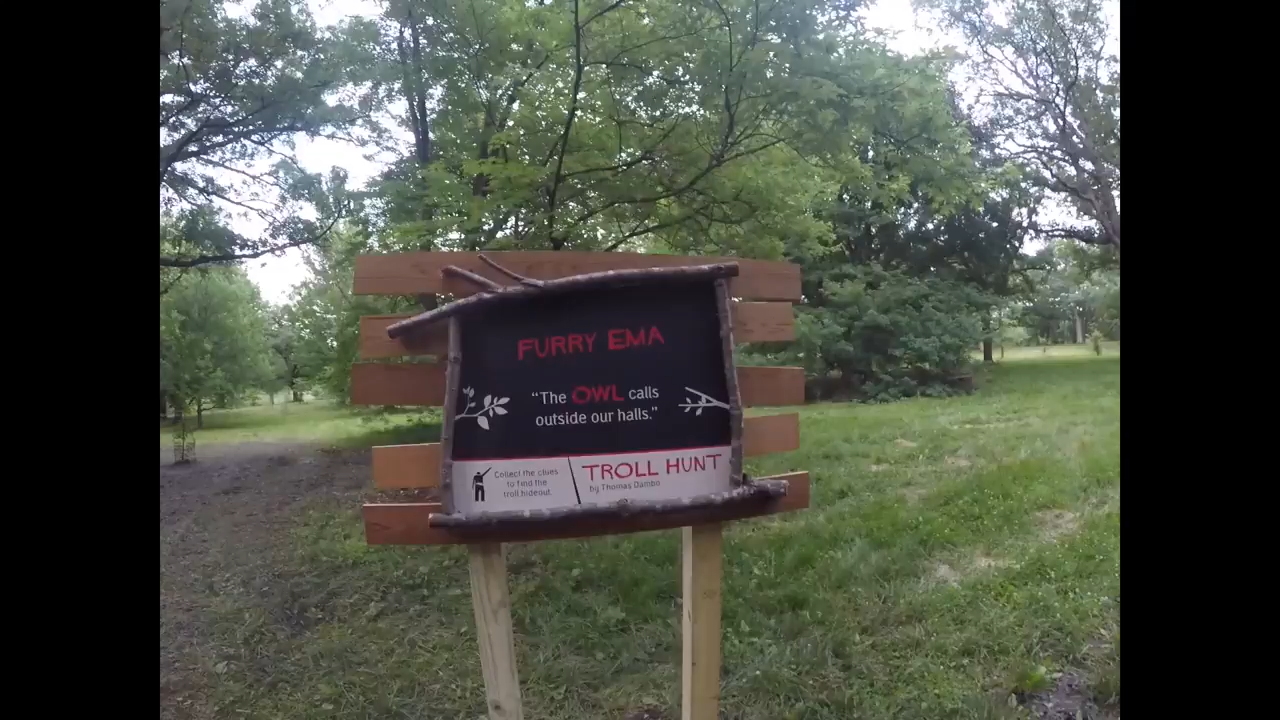 FURRY EMA
“The OWL calls
outside our halls.”
Collect the clues
to find the
troll hideout.
TROLL HUNT
by Thomas Dambo